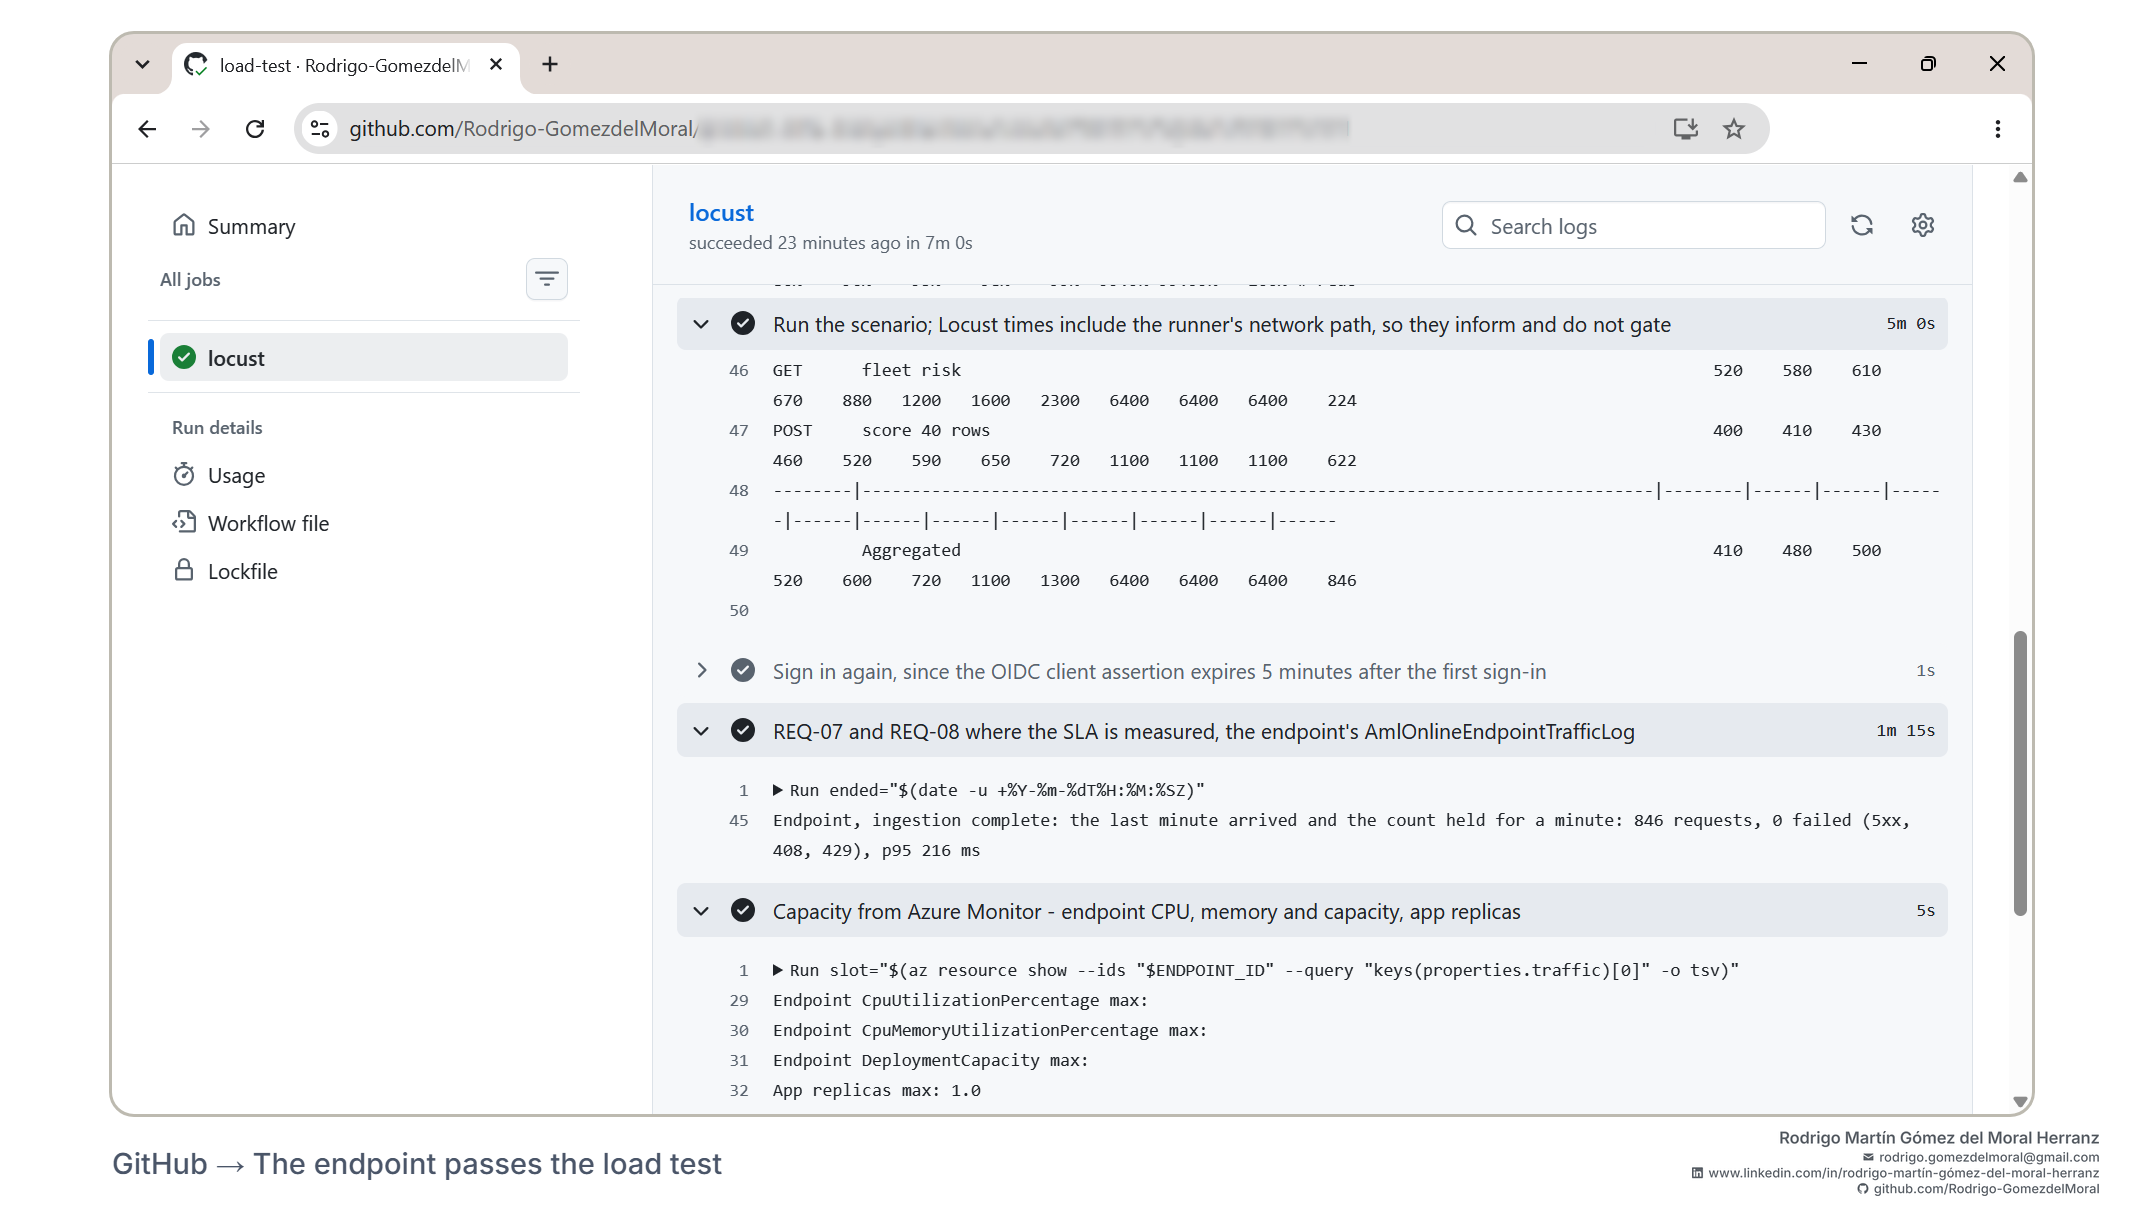 load-test · Rodrigo-GomezdelM
github.com/Rodrigo-GomezdelMoral/
Summary
All jobs
locust
Run details
Usage
Workflow file
Lockfile
locust
succeeded 23 minutes ago in 7m 0s
Search logs
Run the scenario; Locust times include the runner's network path, so they inform and do not gate 5m 0s
46 GET fleet risk 520 580 610
670 880 1200 1600 2300 6400 6400 6400 224
47 POST score 40 rows 400 410 430
460 520 590 650 720 1100 1100 1100 622
48 --------|--------------------------------------------------------------------------------|--------|------|------|-----
-|------|------|------|------|------|------|------|------
49 Aggregated 410 480 500
520 600 720 1100 1300 6400 6400 6400 846
50
Sign in again, since the OIDC client assertion expires 5 minutes after the first sign-in 1s
REQ-07 and REQ-08 where the SLA is measured, the endpoint's AmlOnlineEndpointTrafficLog 1m 15s
1 Run ended="$(date -u +%Y-%m-%dT%H:%M:%SZ)"
45 Endpoint, ingestion complete: the last minute arrived and the count held for a minute: 846 requests, 0 failed (5xx,
408, 429), p95 216 ms
Capacity from Azure Monitor - endpoint CPU, memory and capacity, app replicas 5s
1 Run slot="$(az resource show --ids "$ENDPOINT_ID" --query "keys(properties.traffic)[0]" -o tsv)"
29 Endpoint CpuUtilizationPercentage max:
30 Endpoint CpuMemoryUtilizationPercentage max:
31 Endpoint DeploymentCapacity max:
32 App replicas max: 1.0
GitHub → The endpoint passes the load test
Rodrigo Martín Gómez del Moral Herranz
rodrigo.gomezdelmoral@gmail.com
www.linkedin.com/in/rodrigo-martín-gómez-del-moral-herranz
github.com/Rodrigo-GomezdelMoral